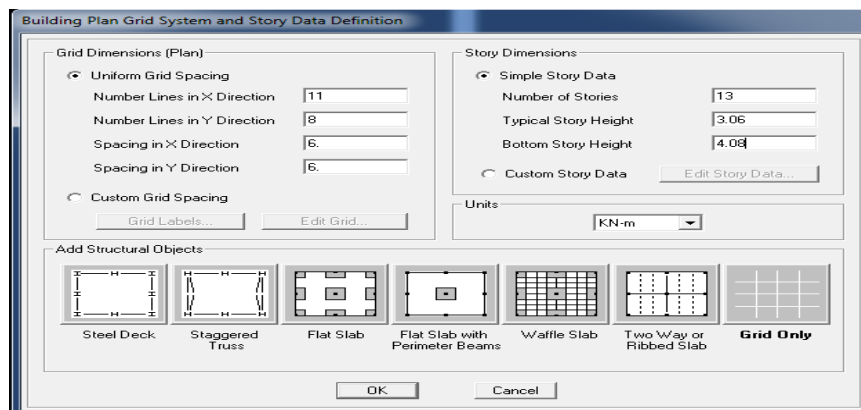 Building Plan Grid System and Story Data Definition
Grid Dimensions (Plan)
Uniform Grid Spacing
Number Lines in X Direction 11
Number Lines in Y Direction 8
Spacing in X Direction 6.
Spacing in Y Direction 6.
Custom Grid Spacing
Grid Labels... Edit Grid...
Story Dimensions
Simple Story Data
Number of Stories 13
Typical Story Height 3.06
Bottom Story Height 4.08
Custom Story Data Edit Story Data...
Units
KN-m
Add Structural Objects
Steel Deck
Staggered
Truss
Flat Slab
Flat Slab with
Perimeter Beams
Waffle Slab
Two Way or
Ribbed Slab
Grid Only
OK Cancel